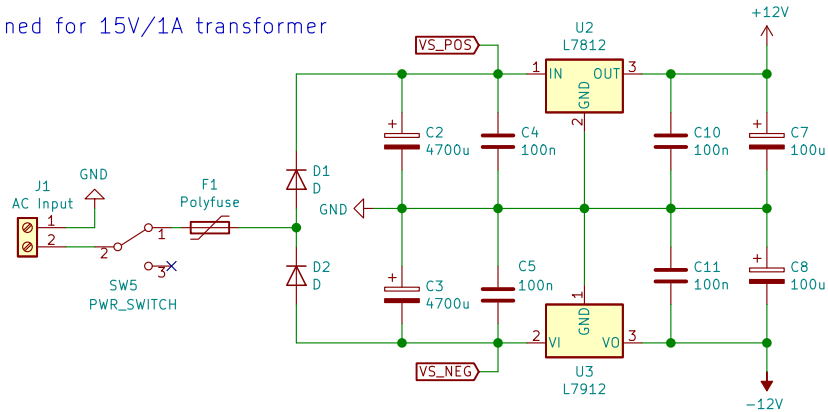 ned for 15V/1A transformer
+12V
VS_POS
U2
L7812
1 IN OUT 3
GND
2
+
C2
4700u
C4
100n
C10
100n
+
C7
100u
D1
D
J1
AC Input
GND
F1
Polyfuse
1
2
1
2
3
SW5
PWR_SWITCH
GND
D2
D
+
C3
4700u
C5
100n
C11
100n
+
C8
100u
1
GND
2 VI VO 3
U3
L7912
VS_NEG
-12V